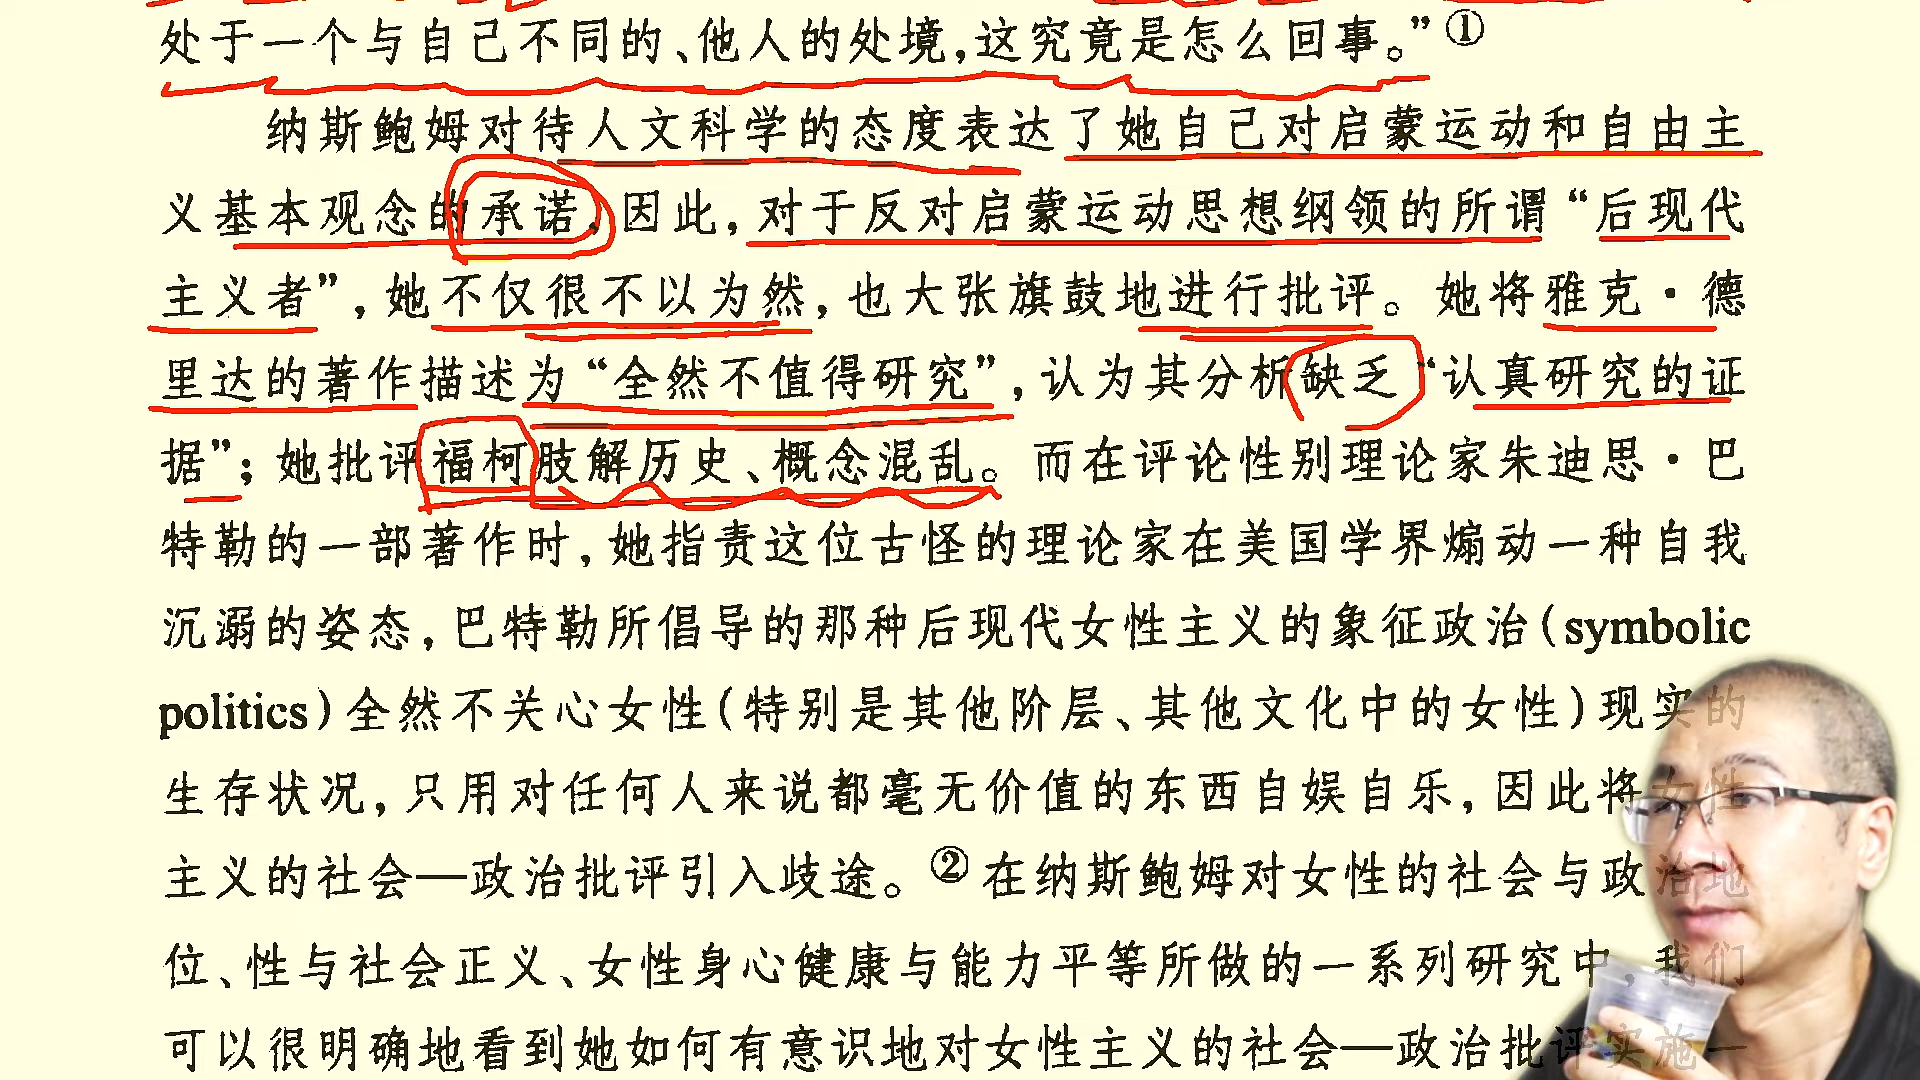 处于一个与自己不同的、他人的处境，这究竟是怎么回事。”①
纳斯鲍姆对待人文科学的态度表达了她自己对启蒙运动和自由主
义基本观念的承诺、因此，对于反对启蒙运动思想纲领的所谓“后现代
主义者”，她不仅很不以为然，也大张旗鼓地进行批评。她将雅克·德
里达的著作描述为“全然不值得研究”，认为其分析缺乏“认真研究的证
据”；她批评福柯肢解历史、概念混乱。而在评论性别理论家朱迪思·巴
特勒的一部著作时，她指责这位古怪的理论家在美国学界煽动一种自我
沉溺的姿态，巴特勒所倡导的那种后现代女性主义的象征政治（symbolic
politics）全然不关心女性（特别是其他阶层、其他文化中的女性）现实的
生存状况，只用对任何人来说都毫无价值的东西自娱自乐，因此将女性
主义的社会—政治批评引入歧途。②在纳斯鲍姆对女性的社会与政治地
位、性与社会正义、女性身心健康与能力平等所做的一系列研究中，我们
可以很明确地看到她如何有意识地对女性主义的社会—政治批评实施一